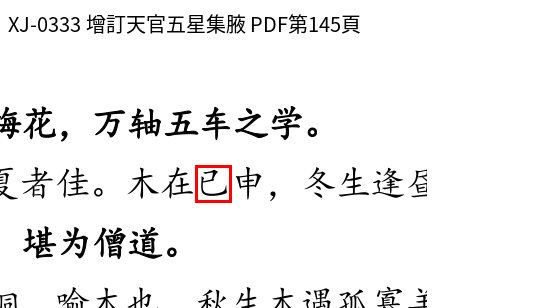 XJ-0333 增訂天官五星集腋 PDF第145頁
梅花，万轴五车之学。
夏者佳。木在已申，冬生逢
堪为僧道。
喻木也，秋生木遇孤寡